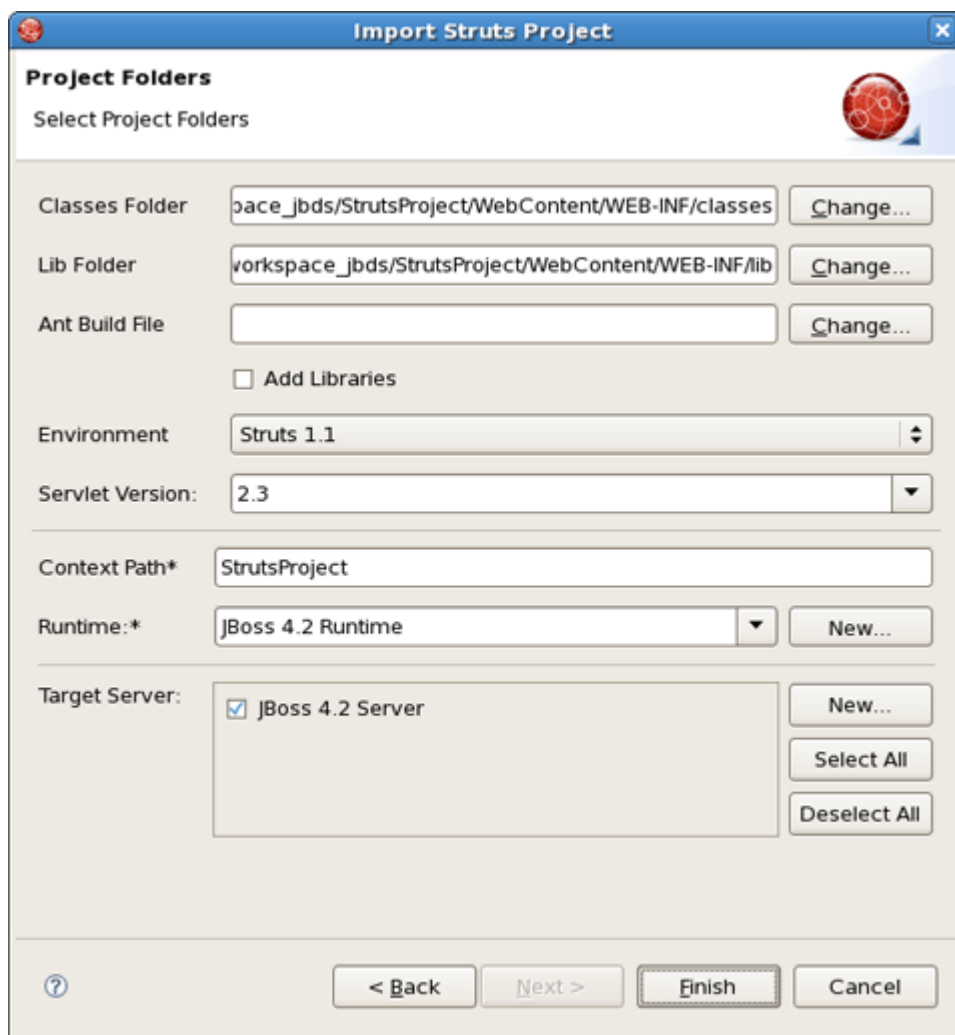 Import Struts Project
Project Folders
Select Project Folders
Classes Folder pace_jbds/StrutsProject/WebContent/WEB-INF/classes Change...
Lib Folder workspace_jbds/StrutsProject/WebContent/WEB-INF/lib Change...
Ant Build File Change...
Add Libraries
Environment Struts 1.1
Servlet Version: 2.3
Context Path* StrutsProject
Runtime:* JBoss 4.2 Runtime New...
Target Server: JBoss 4.2 Server New...
Select All
Deselect All
? < Back Next > Finish Cancel